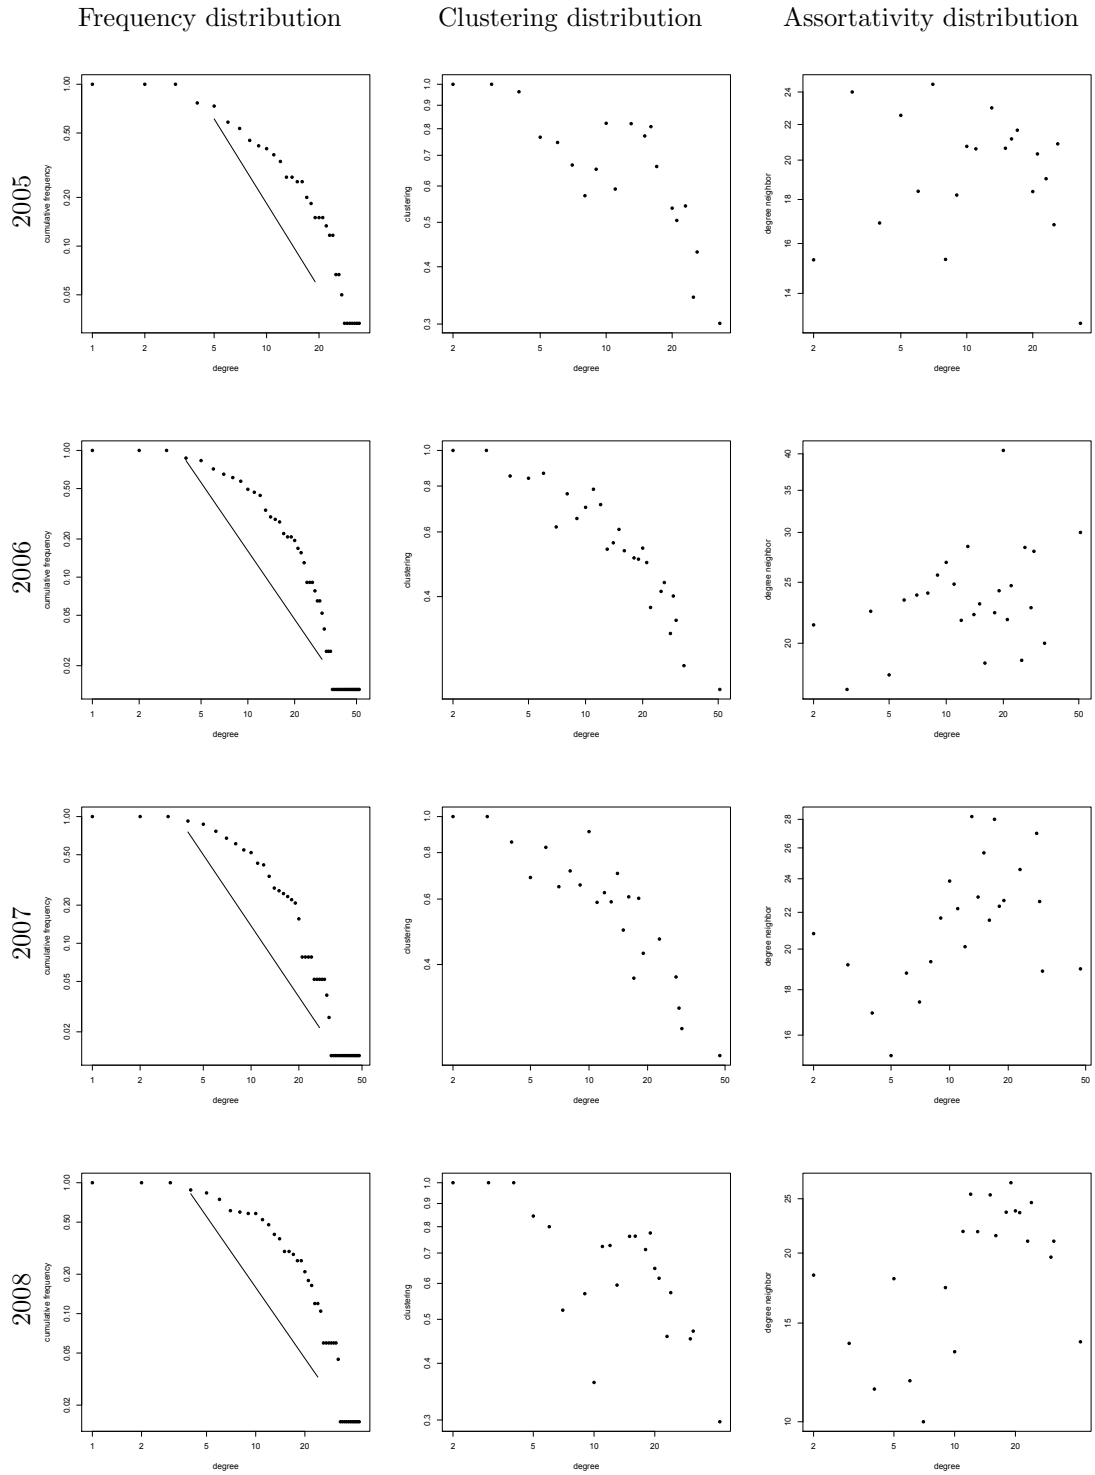 Frequency distribution Clustering distribution Assortativity distribution
2005
cumulative frequency
1.00
0.50
0.20
0.10
0.05
1 2 5 10 20
degree
clustering
1.0
0.9
0.8
0.7
0.6
0.5
0.4
0.3
2 5 10 20
degree
degree neighbor
24
22
20
18
16
14
2 5 10 20
degree
2006
cumulative frequency
1.00
0.50
0.20
0.10
0.05
0.02
1 2 5 10 20 50
degree
clustering
1.0
0.8
0.6
0.4
2 5 10 20 50
degree
degree neighbor
40
35
30
25
20
2 5 10 20 50
degree
2007
cumulative frequency
1.00
0.50
0.20
0.10
0.05
0.02
1 2 5 10 20 50
degree
clustering
1.0
0.8
0.6
0.4
2 5 10 20 50
degree
degree neighbor
28
26
24
22
20
18
16
2 5 10 20 50
degree
2008
cumulative frequency
1.00
0.50
0.20
0.10
0.05
0.02
1 2 5 10 20
degree
clustering
1.0
0.9
0.8
0.7
0.6
0.5
0.4
0.3
2 5 10 20
degree
degree neighbor
25
20
15
10
2 5 10 20
degree